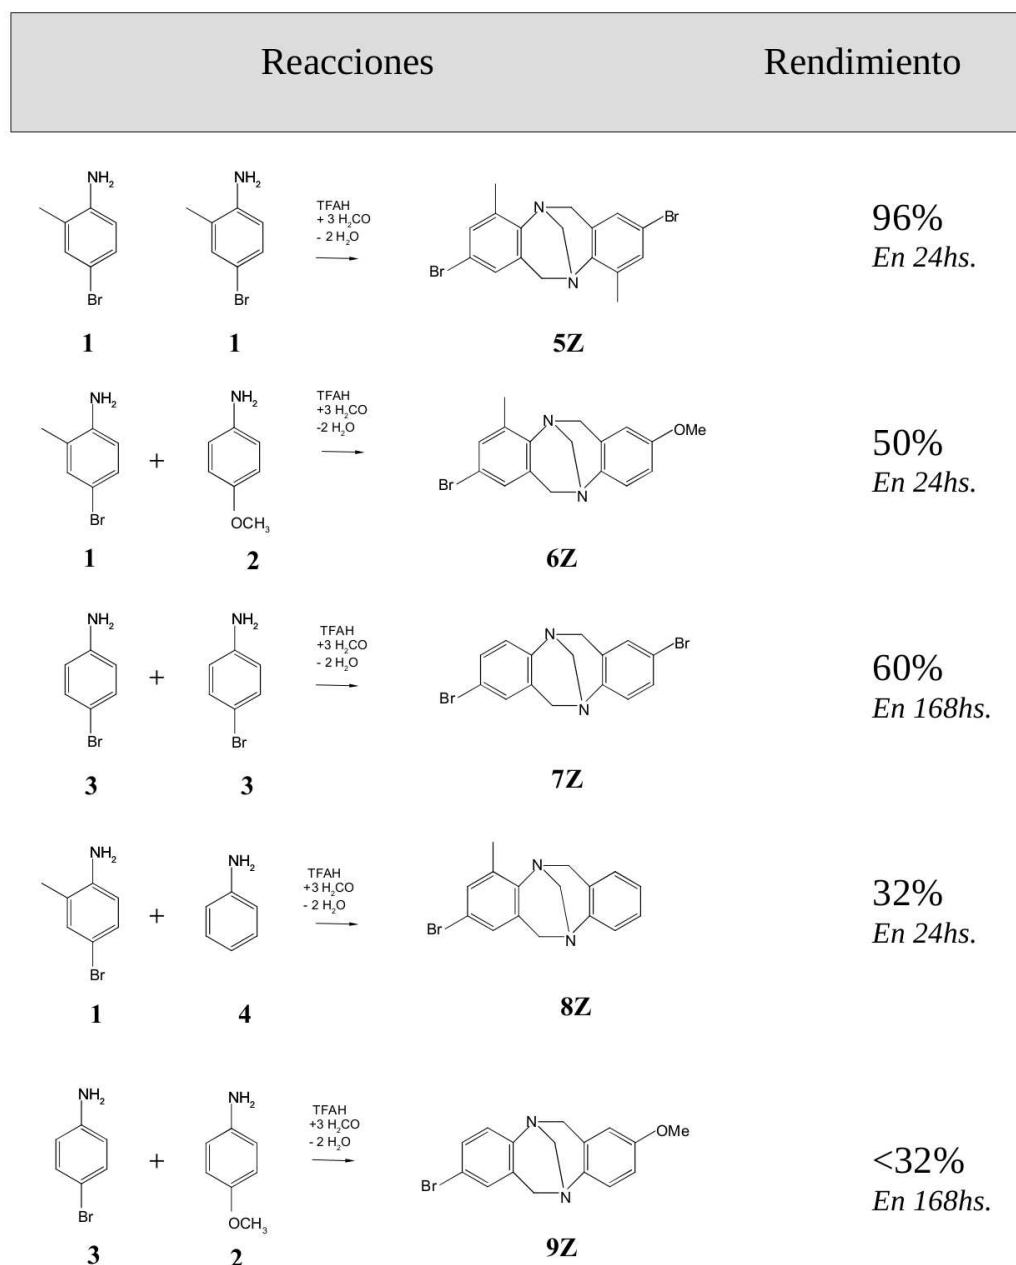 Reacciones Rendimiento
NH2 NH2
TFAH
+ 3 H2CO
- 2 H2O
N
Br
Br
N
Br Br
1 1 5Z
96%
En 24hs.
NH2 NH2
TFAH
+3 H2CO
-2 H2O
+
N
OMe
Br
N
Br OCH3
1 2 6Z
50%
En 24hs.
NH2 NH2
TFAH
+3 H2CO
- 2 H2O
+
N
Br
Br
N
Br Br
3 3 7Z
60%
En 168hs.
NH2 NH2
TFAH
+3 H2CO
- 2 H2O
+
N
Br
N
Br
1 4 8Z
32%
En 24hs.
NH2 NH2
TFAH
+3 H2CO
- 2 H2O
+
N
OMe
Br
N
Br OCH3
3 2 9Z
<32%
En 168hs.